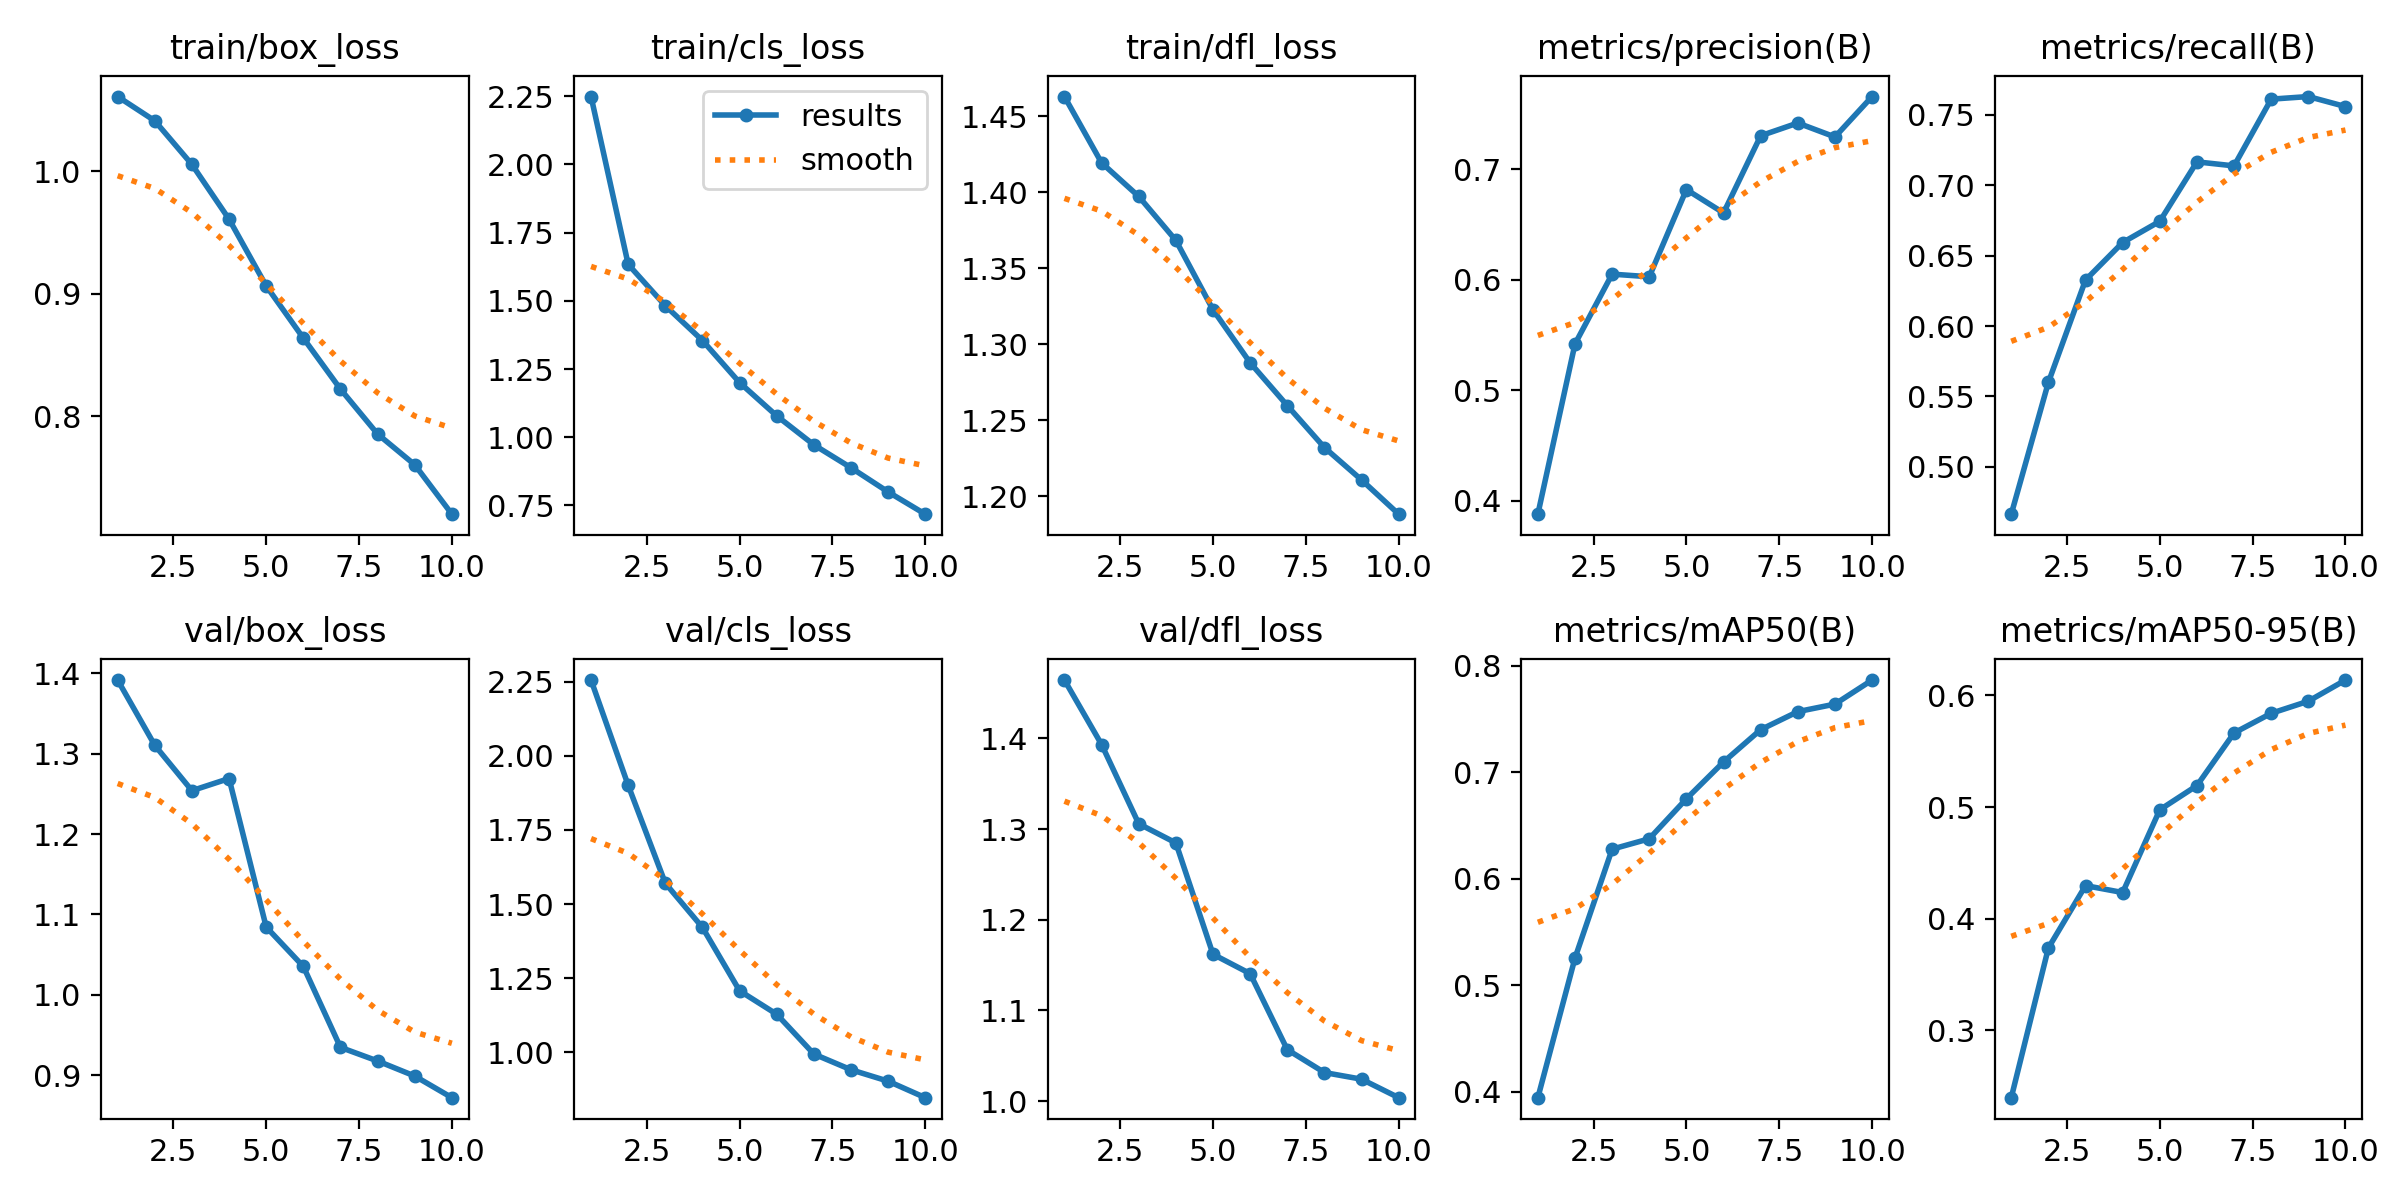 train/box_loss
train/cls_loss
train/dfl_loss
metrics/precision(B)
metrics/recall(B)
results
smooth
1.0
0.9
0.8
2.5 5.0 7.5 10.0
2.25
2.00
1.75
1.50
1.25
1.00
0.75
2.5 5.0 7.5 10.0
1.45
1.40
1.35
1.30
1.25
1.20
2.5 5.0 7.5 10.0
0.7
0.6
0.5
0.4
2.5 5.0 7.5 10.0
0.75
0.70
0.65
0.60
0.55
0.50
2.5 5.0 7.5 10.0
val/box_loss
val/cls_loss
val/dfl_loss
metrics/mAP50(B)
metrics/mAP50-95(B)
1.4
1.3
1.2
1.1
1.0
0.9
2.5 5.0 7.5 10.0
2.25
2.00
1.75
1.50
1.25
1.00
2.5 5.0 7.5 10.0
1.4
1.3
1.2
1.1
1.0
2.5 5.0 7.5 10.0
0.8
0.7
0.6
0.5
0.4
2.5 5.0 7.5 10.0
0.6
0.5
0.4
0.3
2.5 5.0 7.5 10.0